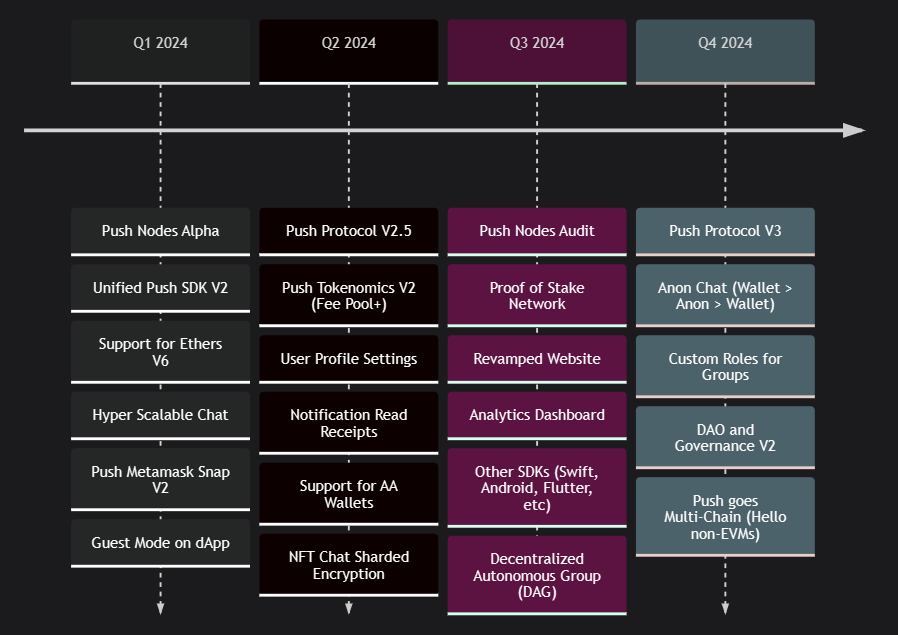 Q1 2024
Q2 2024
Q3 2024
Q4 2024
Push Nodes Alpha
Unified Push SDK V2
Support for Ethers
V6
Hyper Scalable Chat
Push Metamask Snap
V2
Guest Mode on dApp
Push Protocol V2.5
Push Tokenomics V2
(Fee Pool+)
User Profile Settings
Notification Read
Receipts
Support for AA
Wallets
NFT Chat Sharded
Encryption
Push Nodes Audit
Proof of Stake
Network
Revamped Website
Analytics Dashboard
Other SDKs (Swift,
Android, Flutter,
etc)
Decentralized
Autonomous Group
(DAG)
Push Protocol V3
Anon Chat (Wallet >
Anon > Wallet)
Custom Roles for
Groups
DAO and
Governance V2
Push goes
Multi-Chain (Hello
non-EVMs)